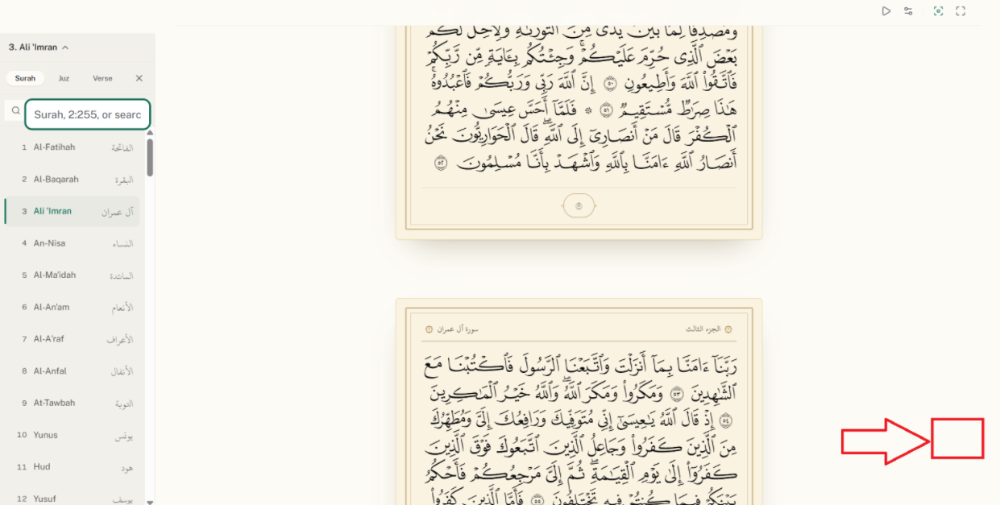 3. Ali 'Imran
Surah Juz Verse
Surah, 2:255, or searc
1 Al-Fatihah الفاتحة
2 Al-Baqarah البقرة
3 Ali 'Imran آل عمران
4 An-Nisa النساء
5 Al-Ma'idah المائدة
6 Al-An'am الأنعام
7 Al-A'raf الأعراف
8 Al-Anfal الأنفال
9 At-Tawbah التوبة
10 Yunus يونس
11 Hud هود
12 Yusuf يوسف
وَمُصَدِّقًا لِّمَا بَيْنَ يَدَىَّ مِنَ ٱلتَّوْرَىٰةِ وَلِأُحِلَّ لَكُم
بَعْضَ ٱلَّذِى حُرِّمَ عَلَيْكُمْ ۚ وَجِئْتُكُم بِـَٔايَةٍ مِّن رَّبِّكُمْ
فَٱتَّقُوا۟ ٱللَّهَ وَأَطِيعُونِ ٥٠ إِنَّ ٱللَّهَ رَبِّى وَرَبُّكُمْ فَٱعْبُدُوهُ ۗ
هَـٰذَا صِرَٰطٌ مُّسْتَقِيمٌ ٥١ ۞ فَلَمَّآ أَحَسَّ عِيسَىٰ مِنْهُمُ
ٱلْكُفْرَ قَالَ مَنْ أَنصَارِىٓ إِلَى ٱللَّهِ ۖ قَالَ ٱلْحَوَارِيُّونَ نَحْنُ
أَنصَارُ ٱللَّهِ ءَامَنَّا بِٱللَّهِ وَٱشْهَدْ بِأَنَّا مُسْلِمُونَ ٥٢
الجزء الثالث سورة آل عمران
رَبَّنَآ ءَامَنَّا بِمَآ أَنزَلْتَ وَٱتَّبَعْنَا ٱلرَّسُولَ فَٱكْتُبْنَا مَعَ
ٱلشَّـٰهِدِينَ ٥٣ وَمَكَرُوا۟ وَمَكَرَ ٱللَّهُ ۖ وَٱللَّهُ خَيْرُ ٱلْمَـٰكِرِينَ
٥٤ إِذْ قَالَ ٱللَّهُ يَـٰعِيسَىٰٓ إِنِّى مُتَوَفِّيكَ وَرَافِعُكَ إِلَىَّ وَمُطَهِّرُكَ
مِنَ ٱلَّذِينَ كَفَرُوا۟ وَجَاعِلُ ٱلَّذِينَ ٱتَّبَعُوكَ فَوْقَ ٱلَّذِينَ
كَفَرُوٓا۟ إِلَىٰ يَوْمِ ٱلْقِيَـٰمَةِ ۖ ثُمَّ إِلَىَّ مَرْجِعُكُمْ فَأَحْكُمُ
بَيْنَكُمْ فِيمَا كُنتُمْ فِيهِ تَخْتَلِفُونَ ٥٥ فَأَمَّا ٱلَّذِينَ كَفَرُوا۟